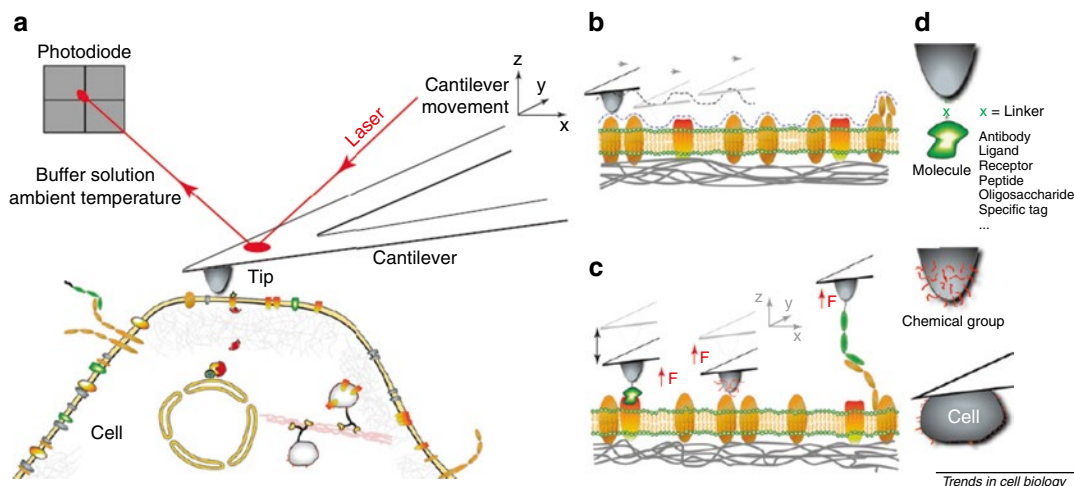 a
Photodiode
Cantilever
movement
z
y
x
Laser
Buffer solution
ambient temperature
Cantilever
Tip
Cell
b
c
F
F
z
y
x
F
d
x
x = Linker
Molecule
Antibody
Ligand
Receptor
Peptide
Oligosaccharide
Specific tag
...
Chemical group
Cell
Trends in cell biology